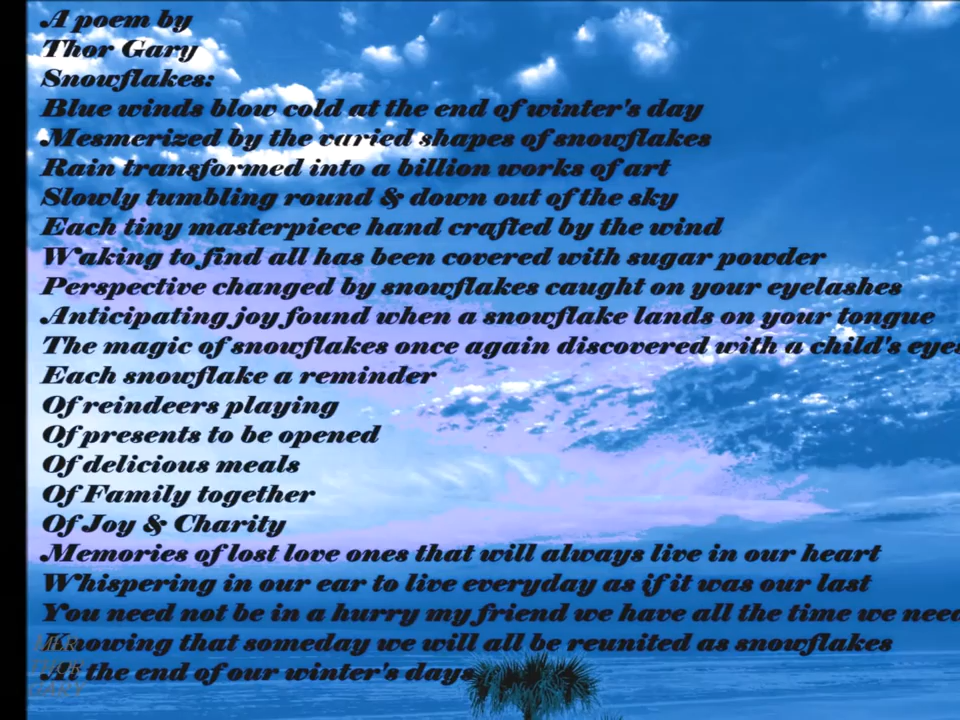 A poem by
Thor Gary
Snowflakes:
Blue winds blow cold at the end of winter's day
Mesmerized by the varied shapes of snowflakes
Rain transformed into a billion works of art
Slowly tumbling round & down out of the sky
Each tiny masterpiece hand crafted by the wind
Waking to find all has been covered with sugar powder
Perspective changed by snowflakes caught on your eyelashes
Anticipating joy found when a snowflake lands on your tongue
The magic of snowflakes once again discovered with a child's eyes
Each snowflake a reminder
Of reindeers playing
Of presents to be opened
Of delicious meals
Of Family together
Of Joy & Charity
Memories of lost love ones that will always live in our heart
Whispering in our ear to live everyday as if it was our last
You need not be in a hurry my friend we have all the time we need
Knowing that someday we will all be reunited as snowflakes
At the end of our winter's days